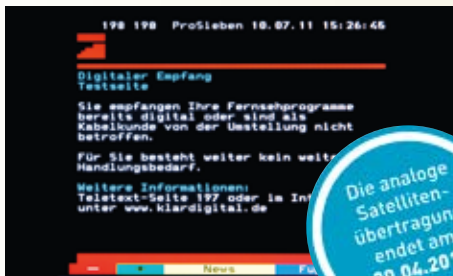 198 198 ProSieben 10.07.11 15:26:45
Digitaler Empfang
Testseite
Sie empfangen Ihre Fernsehprogramme
bereits digital oder sind als
Kabelkunde von der Umstellung nicht
betroffen.
Für Sie besteht weiter kein
Handlungsbedarf.
Weitere Informationen:
Teletext-Seite 197 oder im
unter www.klardigital.de
News
Die analoge
Satelliten-
übertragung
endet am